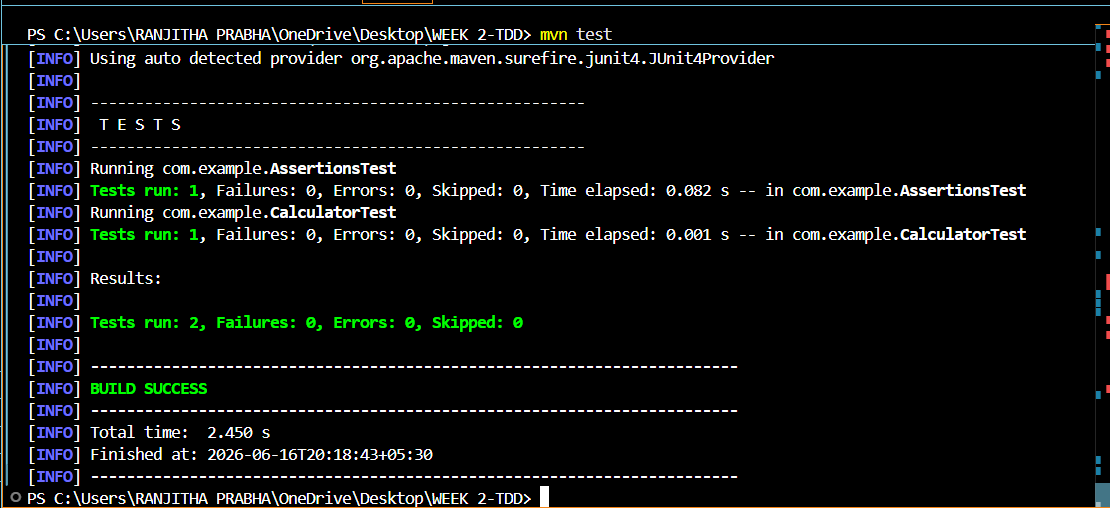 PS C:\Users\RANJITHA PRABHA\OneDrive\Desktop\WEEK 2-TDD> mvn test
[INFO] Using auto detected provider org.apache.maven.surefire.junit4.JUnit4Provider
[INFO]
[INFO] -------------------------------------------------------
[INFO]  T E S T S
[INFO] -------------------------------------------------------
[INFO] Running com.example.AssertionsTest
[INFO] Tests run: 1, Failures: 0, Errors: 0, Skipped: 0, Time elapsed: 0.082 s -- in com.example.AssertionsTest
[INFO] Running com.example.CalculatorTest
[INFO] Tests run: 1, Failures: 0, Errors: 0, Skipped: 0, Time elapsed: 0.001 s -- in com.example.CalculatorTest
[INFO]
[INFO] Results:
[INFO]
[INFO] Tests run: 2, Failures: 0, Errors: 0, Skipped: 0
[INFO]
[INFO] ------------------------------------------------------------------------
[INFO] BUILD SUCCESS
[INFO] ------------------------------------------------------------------------
[INFO] Total time:  2.450 s
[INFO] Finished at: 2026-06-16T20:18:43+05:30
[INFO] ------------------------------------------------------------------------
PS C:\Users\RANJITHA PRABHA\OneDrive\Desktop\WEEK 2-TDD>